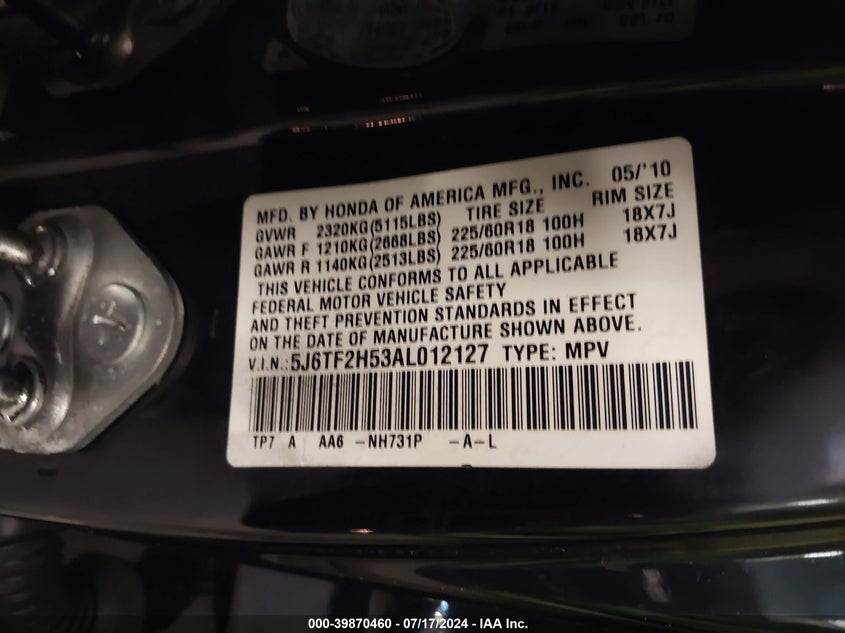 MFD. BY HONDA OF AMERICA MFG., INC. 05/'10
GVWR 2320KG(5115LBS) TIRE SIZE RIM SIZE
GAWR F 1210KG(2668LBS) 225/60R18 100H 18X7J
GAWR R 1140KG(2513LBS) 225/60R18 100H 18X7J
THIS VEHICLE CONFORMS TO ALL APPLICABLE
FEDERAL MOTOR VEHICLE SAFETY
AND THEFT PREVENTION STANDARDS IN EFFECT
ON THE DATE OF MANUFACTURE SHOWN ABOVE.
V.I.N.:5J6TF2H53AL012127 TYPE: MPV
TP7 A AA6 -NH731P -A-L
000-39870460 - 07/17/2024 - IAA Inc.